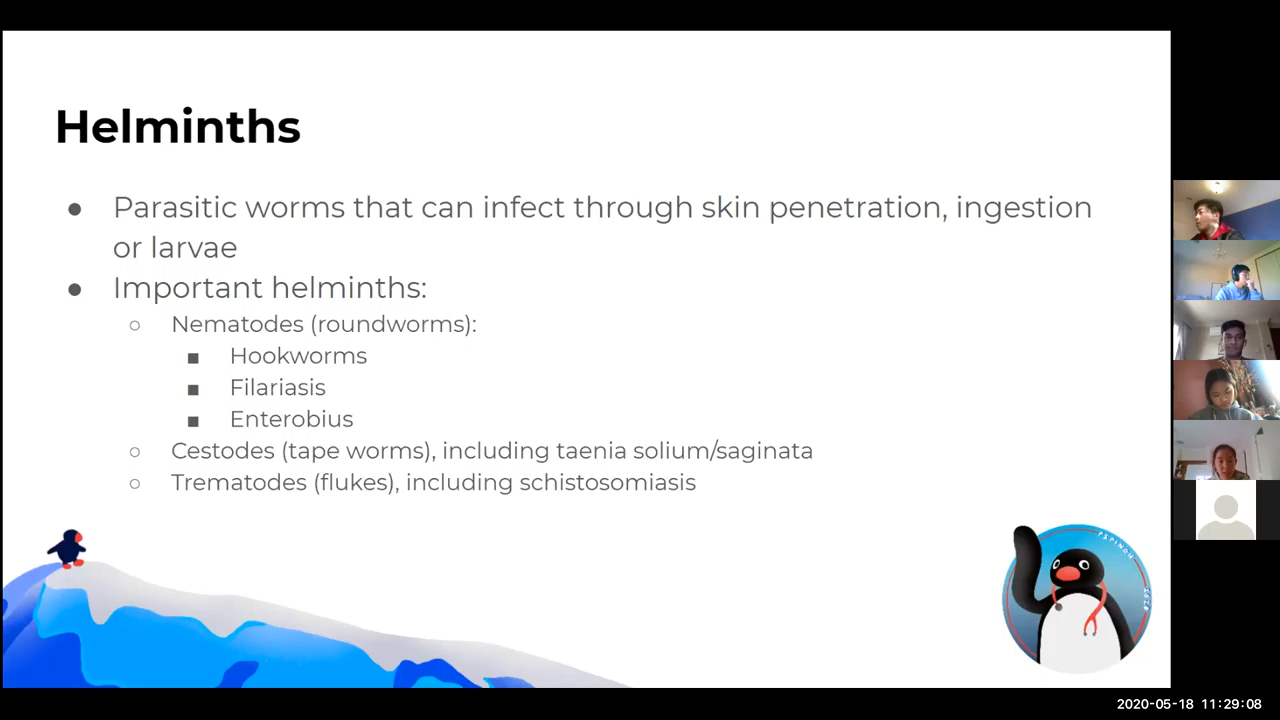 Helminths
● Parasitic worms that can infect through skin penetration, ingestion
or larvae
● Important helminths:
○ Nematodes (roundworms):
■ Hookworms
■ Filariasis
■ Enterobius
○ Cestodes (tape worms), including taenia solium/saginata
○ Trematodes (flukes), including schistosomiasis
2020-05-18 11:29:08